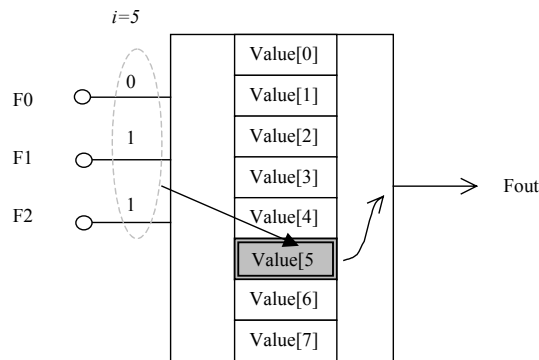 i=5
Value[0]
0
F0
Value[1]
1
Value[2]
F1
Value[3]
Fout
1
F2
Value[4]
Value[5
Value[6]
Value[7]